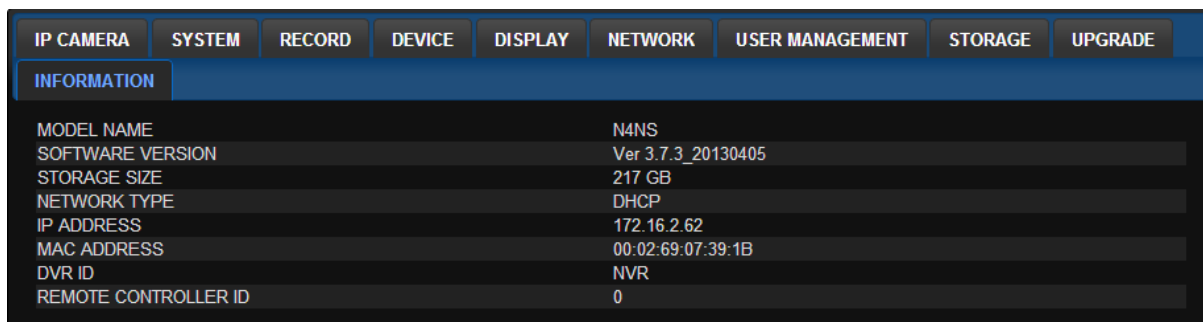 IP CAMERA SYSTEM RECORD DEVICE DISPLAY NETWORK USER MANAGEMENT STORAGE UPGRADE
INFORMATION
MODEL NAME N4NS
SOFTWARE VERSION Ver 3.7.3_20130405
STORAGE SIZE 217 GB
NETWORK TYPE DHCP
IP ADDRESS 172.16.2.62
MAC ADDRESS 00:02:69:07:39:1B
DVR ID NVR
REMOTE CONTROLLER ID 0